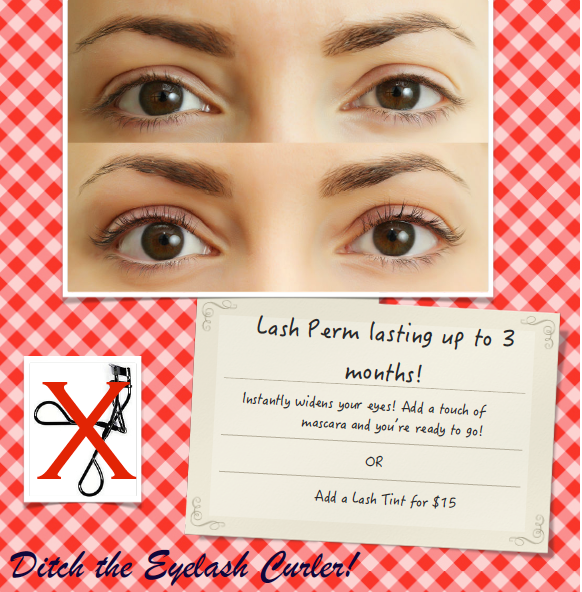 Lash Perm lasting up to 3
months!
Instantly widens your eyes! Add a touch of
mascara and you're ready to go!
OR
Add a Lash Tint for $15
X
Ditch the Eyelash Curler!